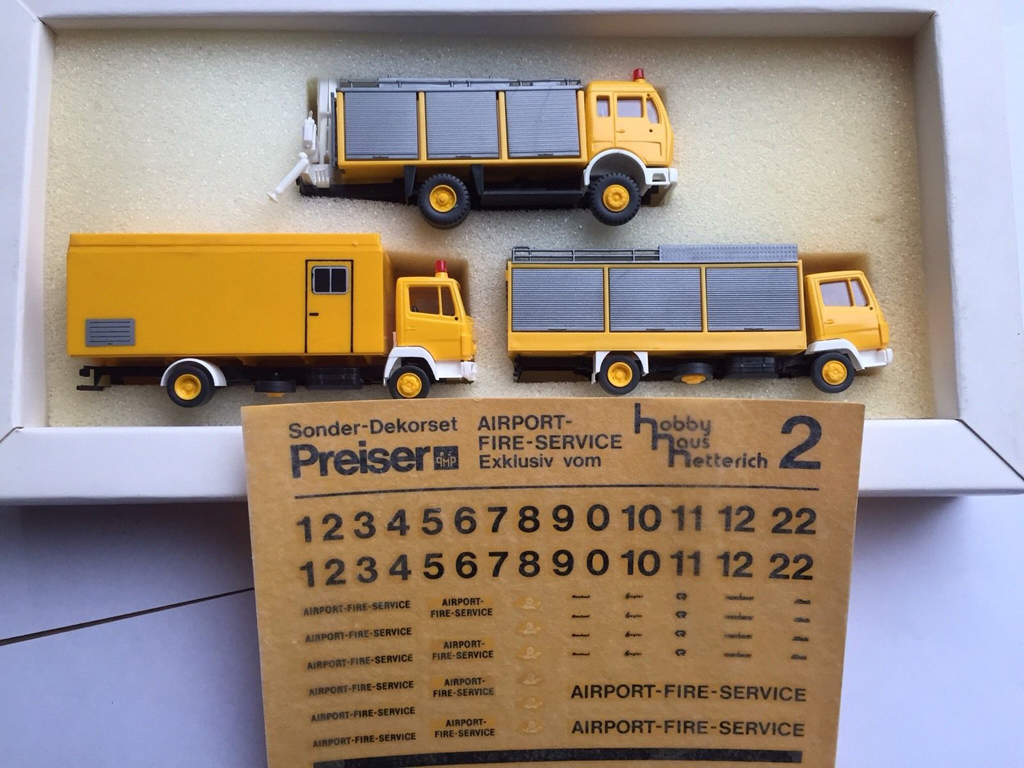 Sonder-Dekorset
Preiser PMP
AIRPORT-
FIRE-SERVICE
Exklusiv vom
hobby
haus
hetterich
2
1 2 3 4 5 6 7 8 9 0 10 11 12 22
1 2 3 4 5 6 7 8 9 0 10 11 12 22
AIRPORT-FIRE-SERVICE
AIRPORT-
FIRE-SERVICE
AIRPORT-FIRE-SERVICE
AIRPORT-FIRE-SERVICE
AIRPORT-
FIRE-SERVICE
AIRPORT-FIRE-SERVICE
AIRPORT-
FIRE-SERVICE
AIRPORT-FIRE-SERVICE
AIRPORT-FIRE-SERVICE
AIRPORT-FIRE-SERVICE
AIRPORT-
FIRE-SERVICE
AIRPORT-FIRE-SERVICE